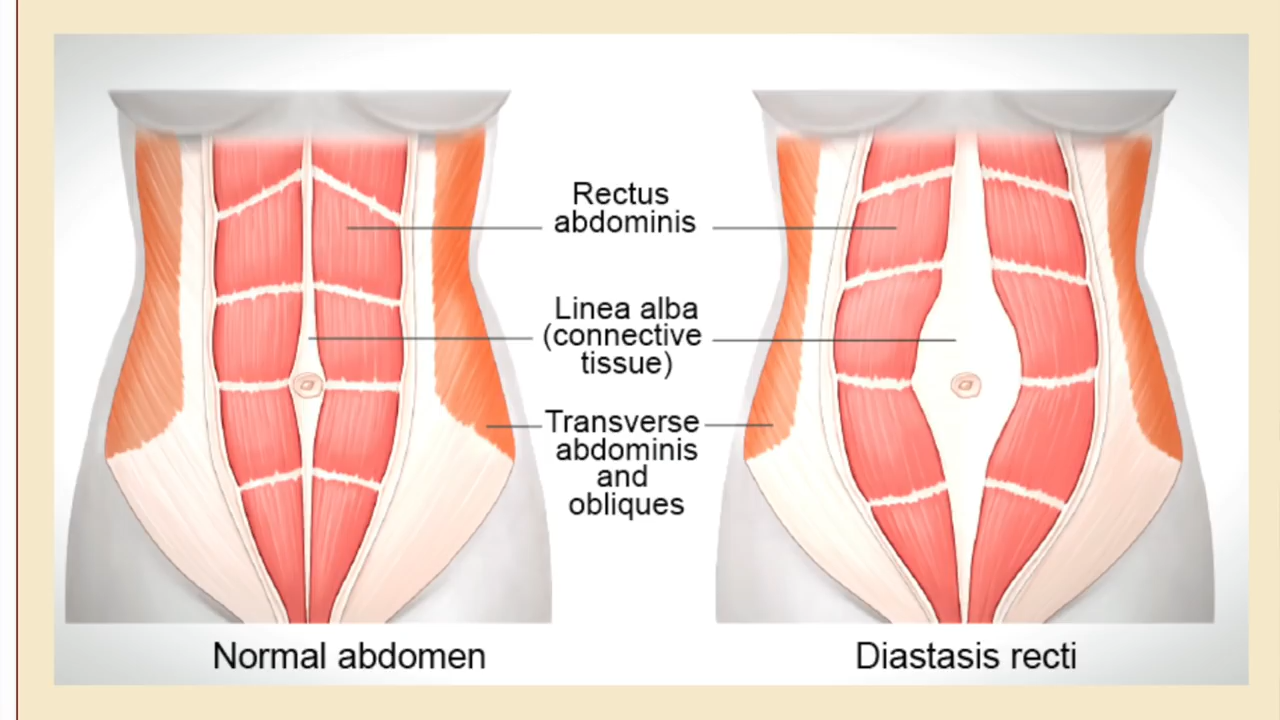 Rectus
abdominis
Linea alba
(connective
tissue)
Transverse
abdominis
and
obliques
Normal abdomen
Diastasis recti